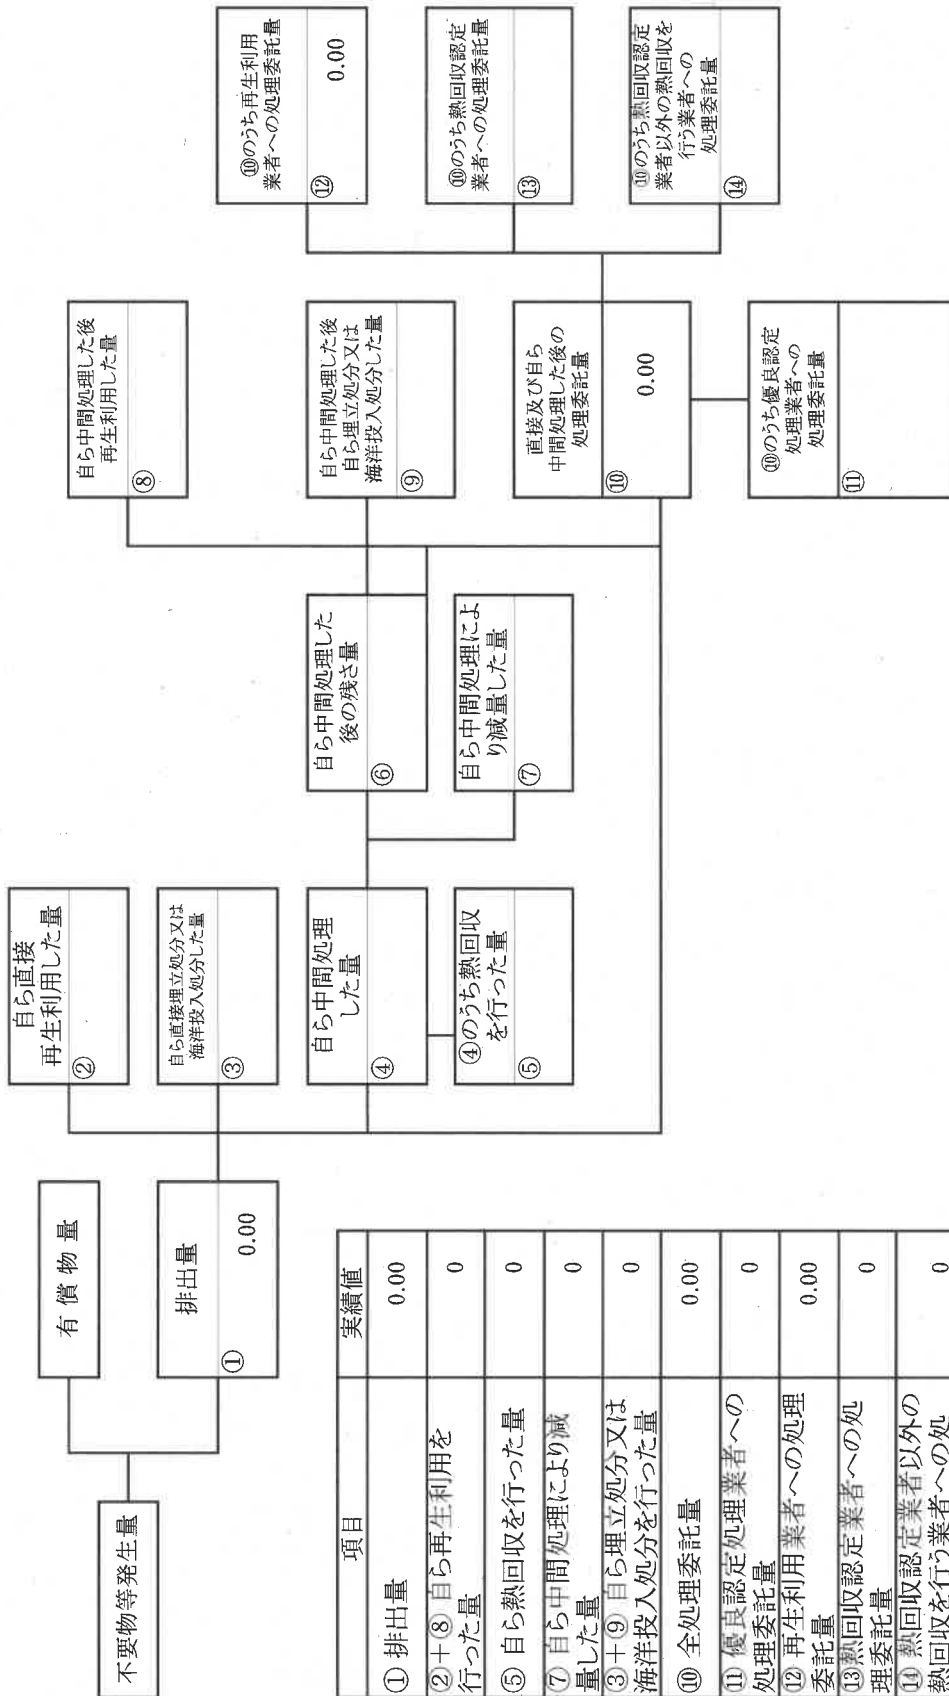 不要物等発生量
有償物量
排出量
①
0.00
自ら直接
再生利用した量
②
自ら直接埋立処分又は
海洋投入処分した量
③
自ら中間処理
した量
④
④のうち熱回収
を行った量
⑤
自ら中間処理した
後の残さ量
⑥
自ら中間処理によ
り減量した量
⑦
自ら中間処理した後
再生利用した量
⑧
自ら中間処理した後
自ら埋立処分又は
海洋投入処分した量
⑨
直接及び自ら
中間処理した後の
処理委託量
⑩
0.00
⑩のうち優良認定
処理業者への
処理委託量
⑪
⑩のうち再生利用
業者への処理委託量
⑫
0.00
⑩のうち熱回収認定
業者への処理委託量
⑬
⑩のうち熱回収認定
業者以外の熱回収を
行う業者への
処理委託量
⑭
項目 実績値
① 排出量 0.00
②+⑧ 自ら再生利用を
行った量 0
⑤ 自ら熱回収を行った量 0
⑦ 自ら中間処理により減
量した量 0
③+⑨ 自ら埋立処分又は
海洋投入処分を行った量 0
⑩ 全処理委託量 0.00
⑪ 優良認定処理業者への
処理委託量 0
⑫ 再生利用業者への処理
委託量 0.00
⑬ 熱回収認定業者への処
理委託量 0
⑭ 熱回収認定業者以外の
熱回収を行う業者への処 0